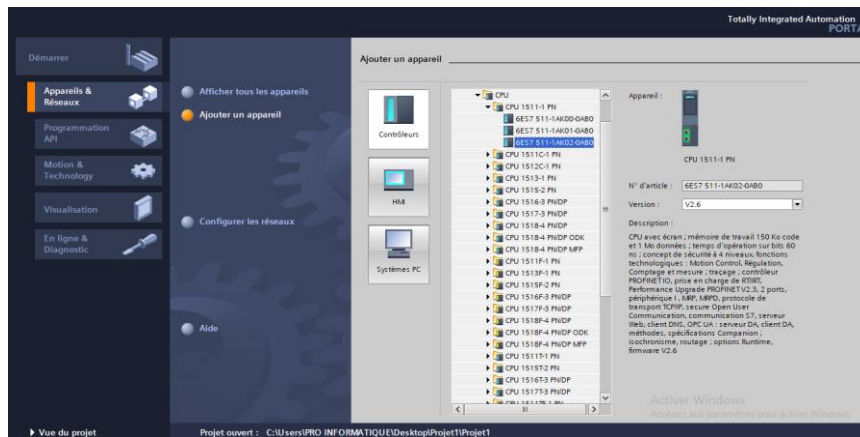 Totally Integrated Automation
PORTA
Démarrer
Appareils &
Réseaux
Programmation
API
Motion &
Technology
Visualisation
En ligne &
Diagnostic
Afficher tous les appareils
Ajouter un appareil
Configurer les réseaux
Aide
Ajouter un appareil
Contrôleurs
HMI
Systèmes PC
CPU
CPU 1511-1 PN
6ES7 511-1AK00-0AB0
6ES7 511-1AK01-0AB0
6ES7 511-1AK02-0AB0
CPU 1511C-1 PN
CPU 1512C-1 PN
CPU 1513-1 PN
CPU 1515-2 PN
CPU 1516-3 PN/DP
CPU 1517-3 PN/DP
CPU 1518-4 PN/DP
CPU 1518-4 PN/DP ODK
CPU 1518-4 PN/DP MFP
CPU 1511F-1 PN
CPU 1513F-1 PN
CPU 1515F-2 PN
CPU 1516F-3 PN/DP
CPU 1517F-3 PN/DP
CPU 1518F-4 PN/DP
CPU 1518F-4 PN/DP ODK
CPU 1518F-4 PN/DP MFP
CPU 1511T-1 PN
CPU 1515T-2 PN
CPU 1516T-3 PN/DP
CPU 1517T-3 PN/DP
Appareil :
CPU 1511-1 PN
N° d'article : 6ES7 511-1AK02-0AB0
Version : V2.6
Description :
CPU avec écran ; mémoire de travail 150 Ko code
et 1 Mo données ; temps d'opération sur bits 60
ns ; concept de sécurité à 4 niveaux, fonctions
technologiques : Motion Control, Régulation,
Comptage et mesure ; traçage ; contrôleur
PROFINET IO, prise en charge de RT/IRT,
Performance Upgrade PROFINET V2.3, 2 ports,
périphérique I, MRP, MRPD, protocole de
transport TCP/IP, secure Open User
Communication, communication S7, serveur
Web, client DNS, OPC UA : serveur DA, client DA,
méthodes, spécifications Companion ;
isochronisme, routage ; options Runtime,
firmware V2.6
Activer Windows
Accédez aux paramètres pour activer Windows.
Vue du projet
Projet ouvert : C:\Users\PRO INFORMATIQUE\Desktop\Projet1\Projet1